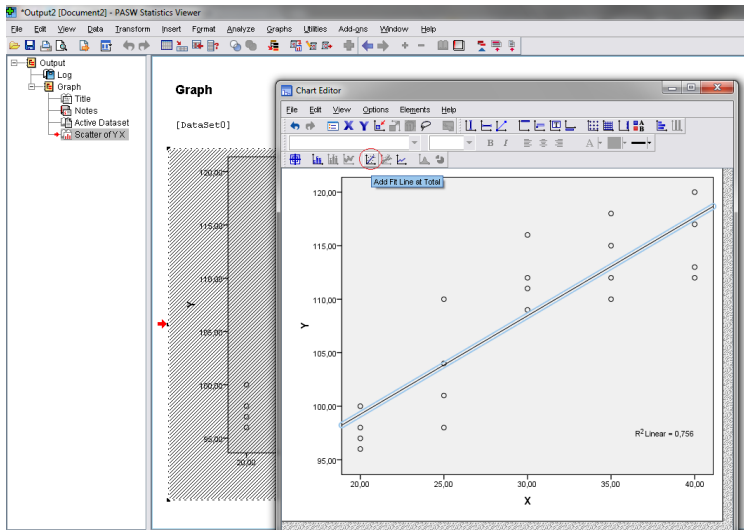 *Output2 [Document2] - PASW Statistics Viewer
File Edit View Data Transform Insert Format Analyze Graphs Utilities Add-ons Window Help
Output
Log
Graph
Title
Notes
Active Dataset
Scatter of Y X
Graph
[DataSet0]
120,00
115,00
110,00
Y
105,00
100,00
95,00
20,00
Chart Editor
File Edit View Options Elements Help
X Y
B I A
Add Fit Line at Total
120,00
115,00
110,00
Y
105,00
100,00
R² Linear = 0,756
95,00
20,00 25,00 30,00 35,00 40,00
X